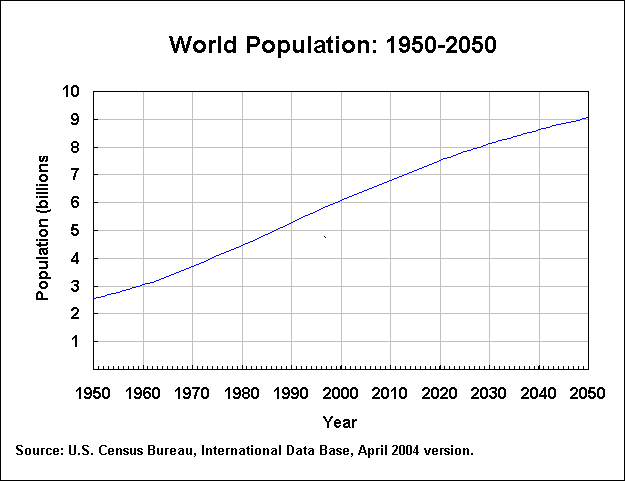 World Population: 1950-2050
10
9
8
7
6
5
4
3
2
1
Population (billions
1950 1960 1970 1980 1990 2000 2010 2020 2030 2040 2050
Year
Source: U.S. Census Bureau, International Data Base, April 2004 version.